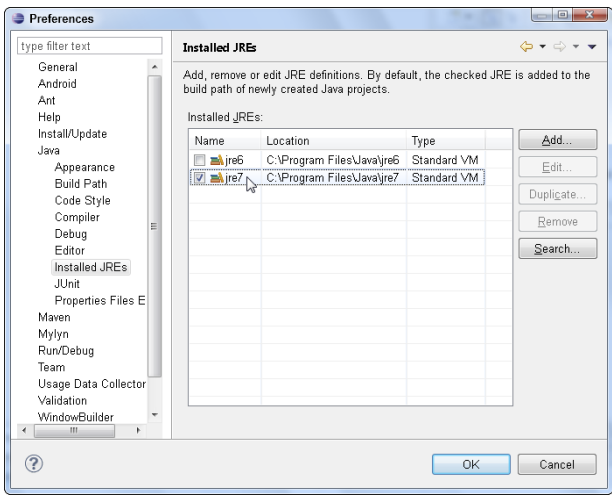 Preferences
type filter text
General
Android
Ant
Help
Install/Update
Java
Appearance
Build Path
Code Style
Compiler
Debug
Editor
Installed JREs
JUnit
Properties Files E
Maven
Mylyn
Run/Debug
Team
Usage Data Collector
Validation
WindowBuilder
Installed JREs
Add, remove or edit JRE definitions. By default, the checked JRE is added to the
build path of newly created Java projects.
Installed JREs:
Name Location Type
jre6 C:\Program Files\Java\jre6 Standard VM
jre7 C:\Program Files\Java\jre7 Standard VM
Add...
Edit...
Duplicate...
Remove
Search...
? OK Cancel